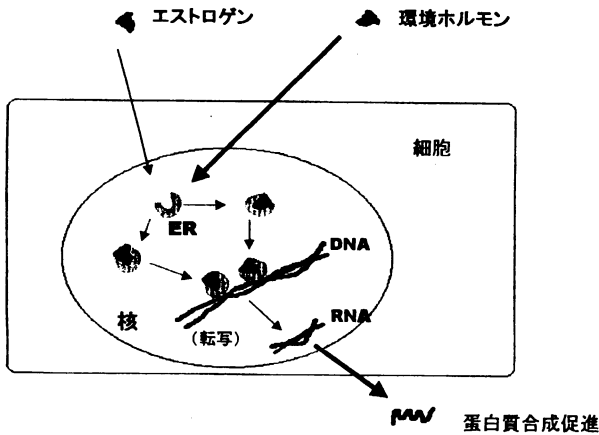 エストロゲン
環境ホルモン
細胞
ER
DNA
核
(転写)
RNA
蛋白質合成促進